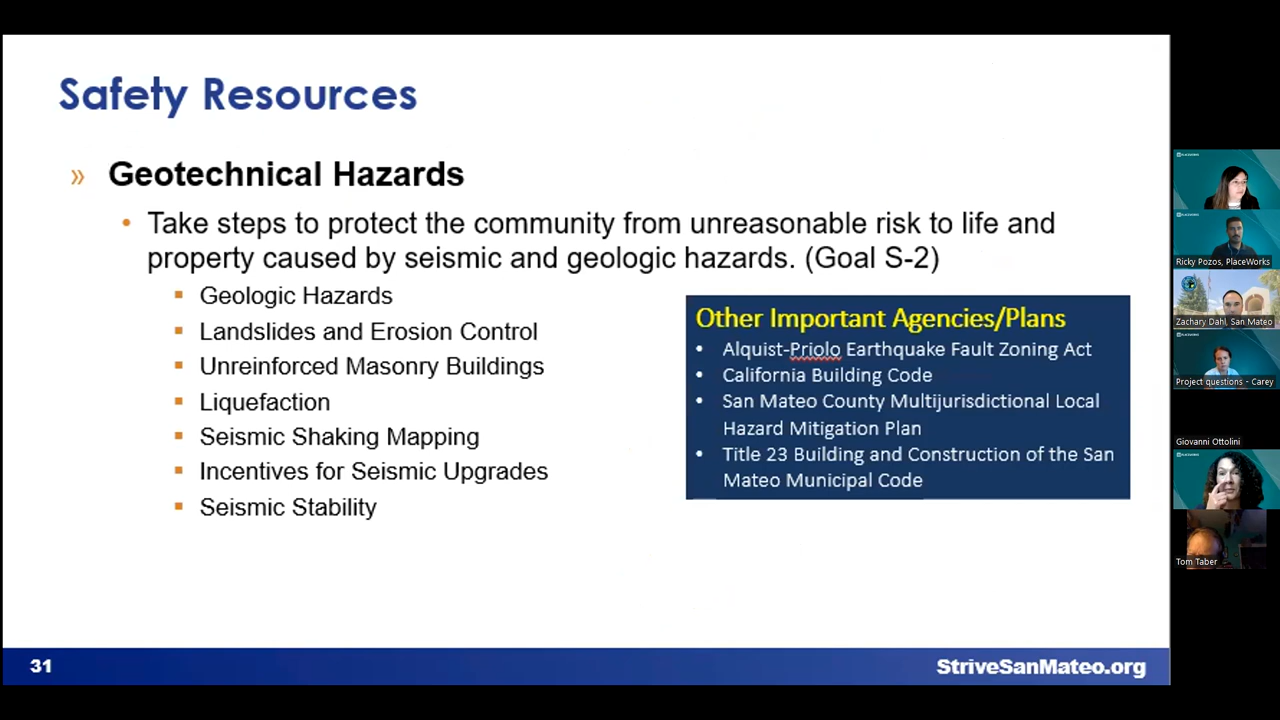 Safety Resources
» Geotechnical Hazards
• Take steps to protect the community from unreasonable risk to life and
property caused by seismic and geologic hazards. (Goal S-2)
▪ Geologic Hazards
▪ Landslides and Erosion Control
▪ Unreinforced Masonry Buildings
▪ Liquefaction
▪ Seismic Shaking Mapping
▪ Incentives for Seismic Upgrades
▪ Seismic Stability
Other Important Agencies/Plans
• Alquist-Priolo Earthquake Fault Zoning Act
• California Building Code
• San Mateo County Multijurisdictional Local
Hazard Mitigation Plan
• Title 23 Building and Construction of the San
Mateo Municipal Code
31
StriveSanMateo.org
Ricky Pozos, PlaceWorks
Zachary Dahl, San Mateo
Project questions - Carey
Giovanni Ottolini
Tom Taber